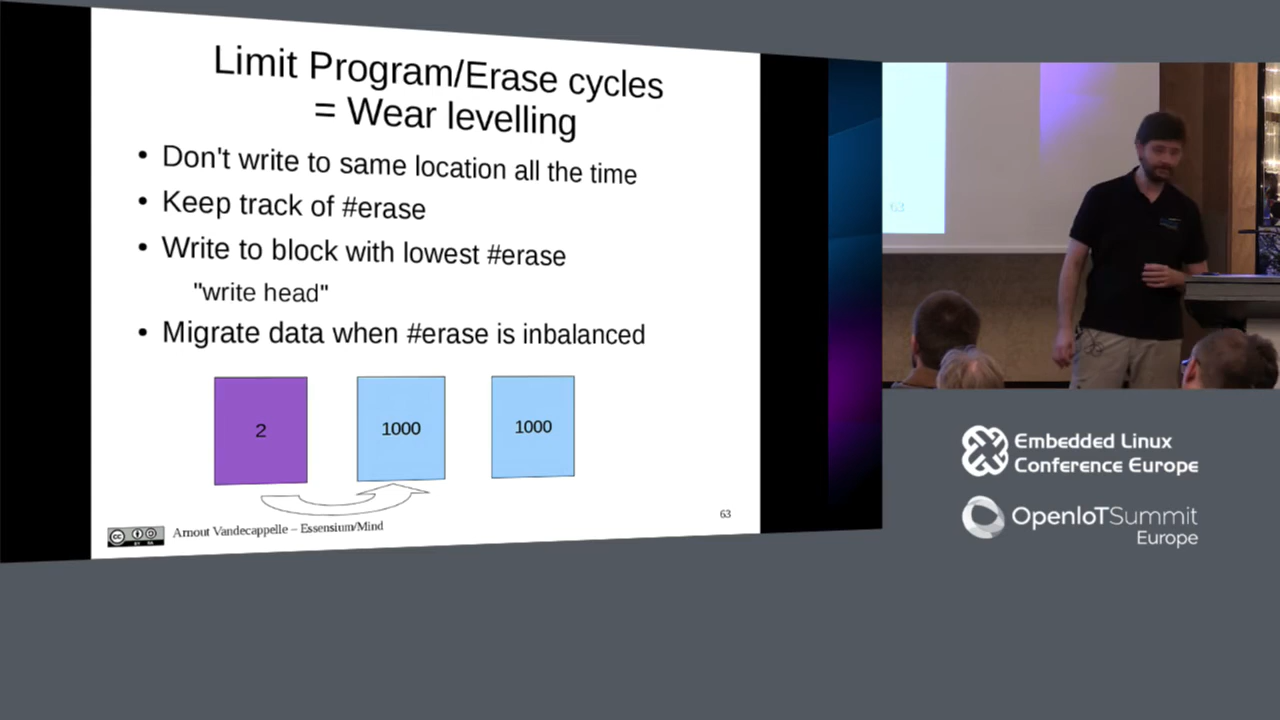 Limit Program/Erase cycles
= Wear levelling
• Don't write to same location all the time
• Keep track of #erase
• Write to block with lowest #erase
"write head"
• Migrate data when #erase is inbalanced
2
1000
1000
Arnout Vandecappelle – Essensium/Mind
63
63
Embedded Linux
Conference Europe
OpenIoTSummit
Europe